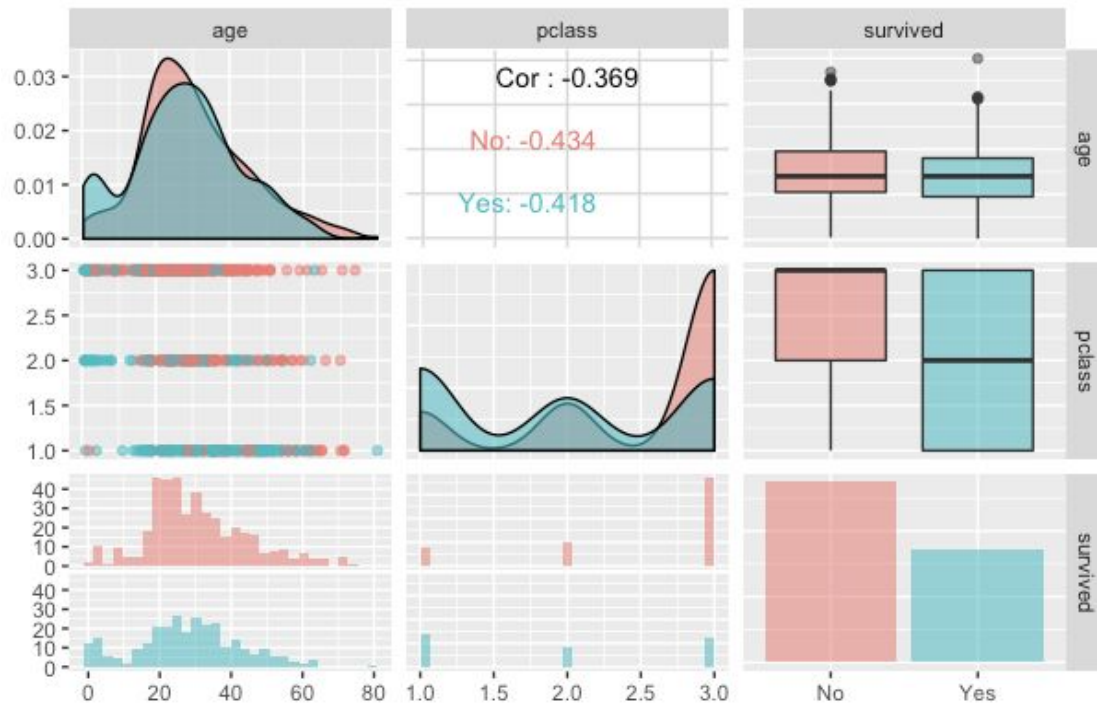 age pclass survived
0.03
0.02
0.01
0.00
Cor : -0.369
No: -0.434
Yes: -0.418
age
3.0
2.5
2.0
1.5
1.0
pclass
40
30
20
10
0
40
30
20
10
0
survived
0 20 40 60 80 1.0 1.5 2.0 2.5 3.0 No Yes